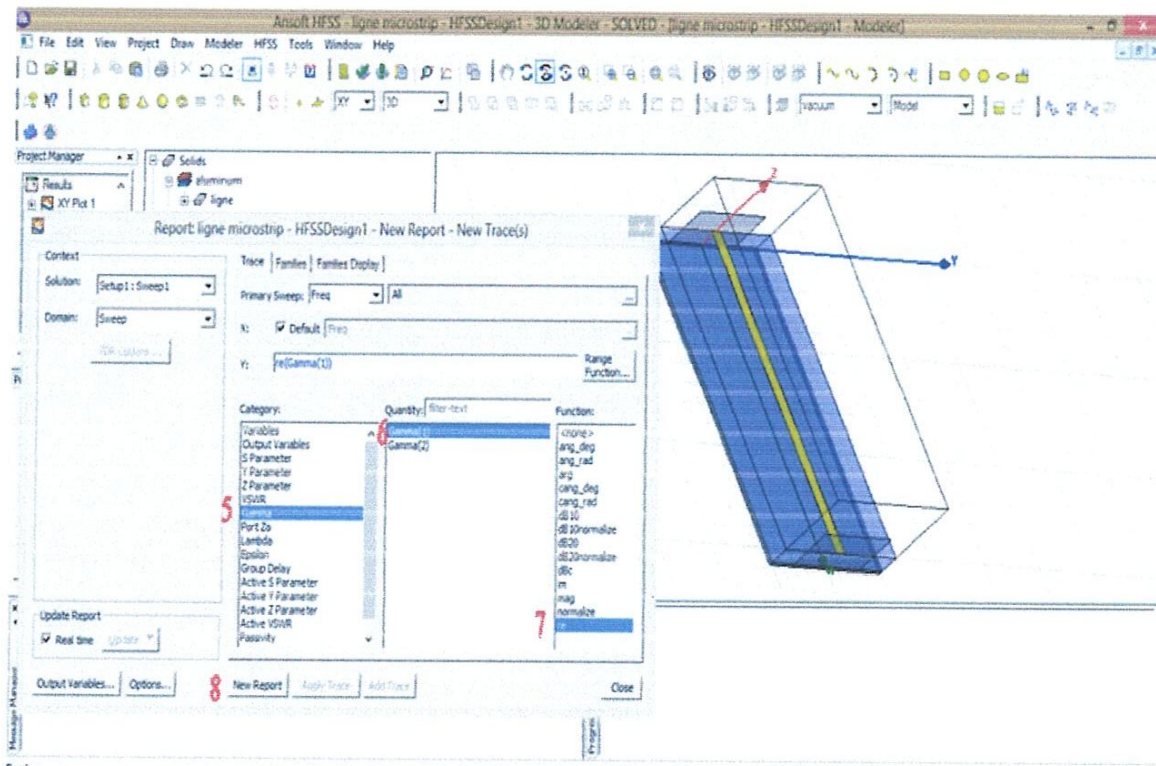 Ansoft HFSS - ligne microstrip - HFSSDesign1 - 3D Modeler - SOLVED - [ligne microstrip - HFSSDesign1 - Modeler]
File Edit View Project Draw Modeler HFSS Tools Window Help
XY 3D vacuum Model
Project Manager
Results
XY Plot 1
Solids
aluminum
ligne
Z
Y
Report: ligne microstrip - HFSSDesign1 - New Report - New Trace(s)
Context
Solution: Setup1 : Sweep1
Domain: Sweep
Trace Families Families Display
Primary Sweep: Freq All
X: Default Freq
Y: re(Gamma(1))
Range Function...
Category:
Variables
Output Variables
S Parameter
Y Parameter
Z Parameter
VSWR
Gamma
Port Zo
Lambda
Epsilon
Group Delay
Active S Parameter
Active Y Parameter
Active Z Parameter
Active VSWR
Passivity
5
Quantity: filter-text
6
Gamma(1)
Gamma(2)
Function:
<none>
ang_deg
ang_rad
arg
cang_deg
cang_rad
dB10
dB10normalize
dB20
dB20normalize
dBc
im
mag
normalize
re
7
Update Report
Real time Update
Output Variables... Options...
8
New Report Apply Trace Add Trace Close
Message Manager
Progres